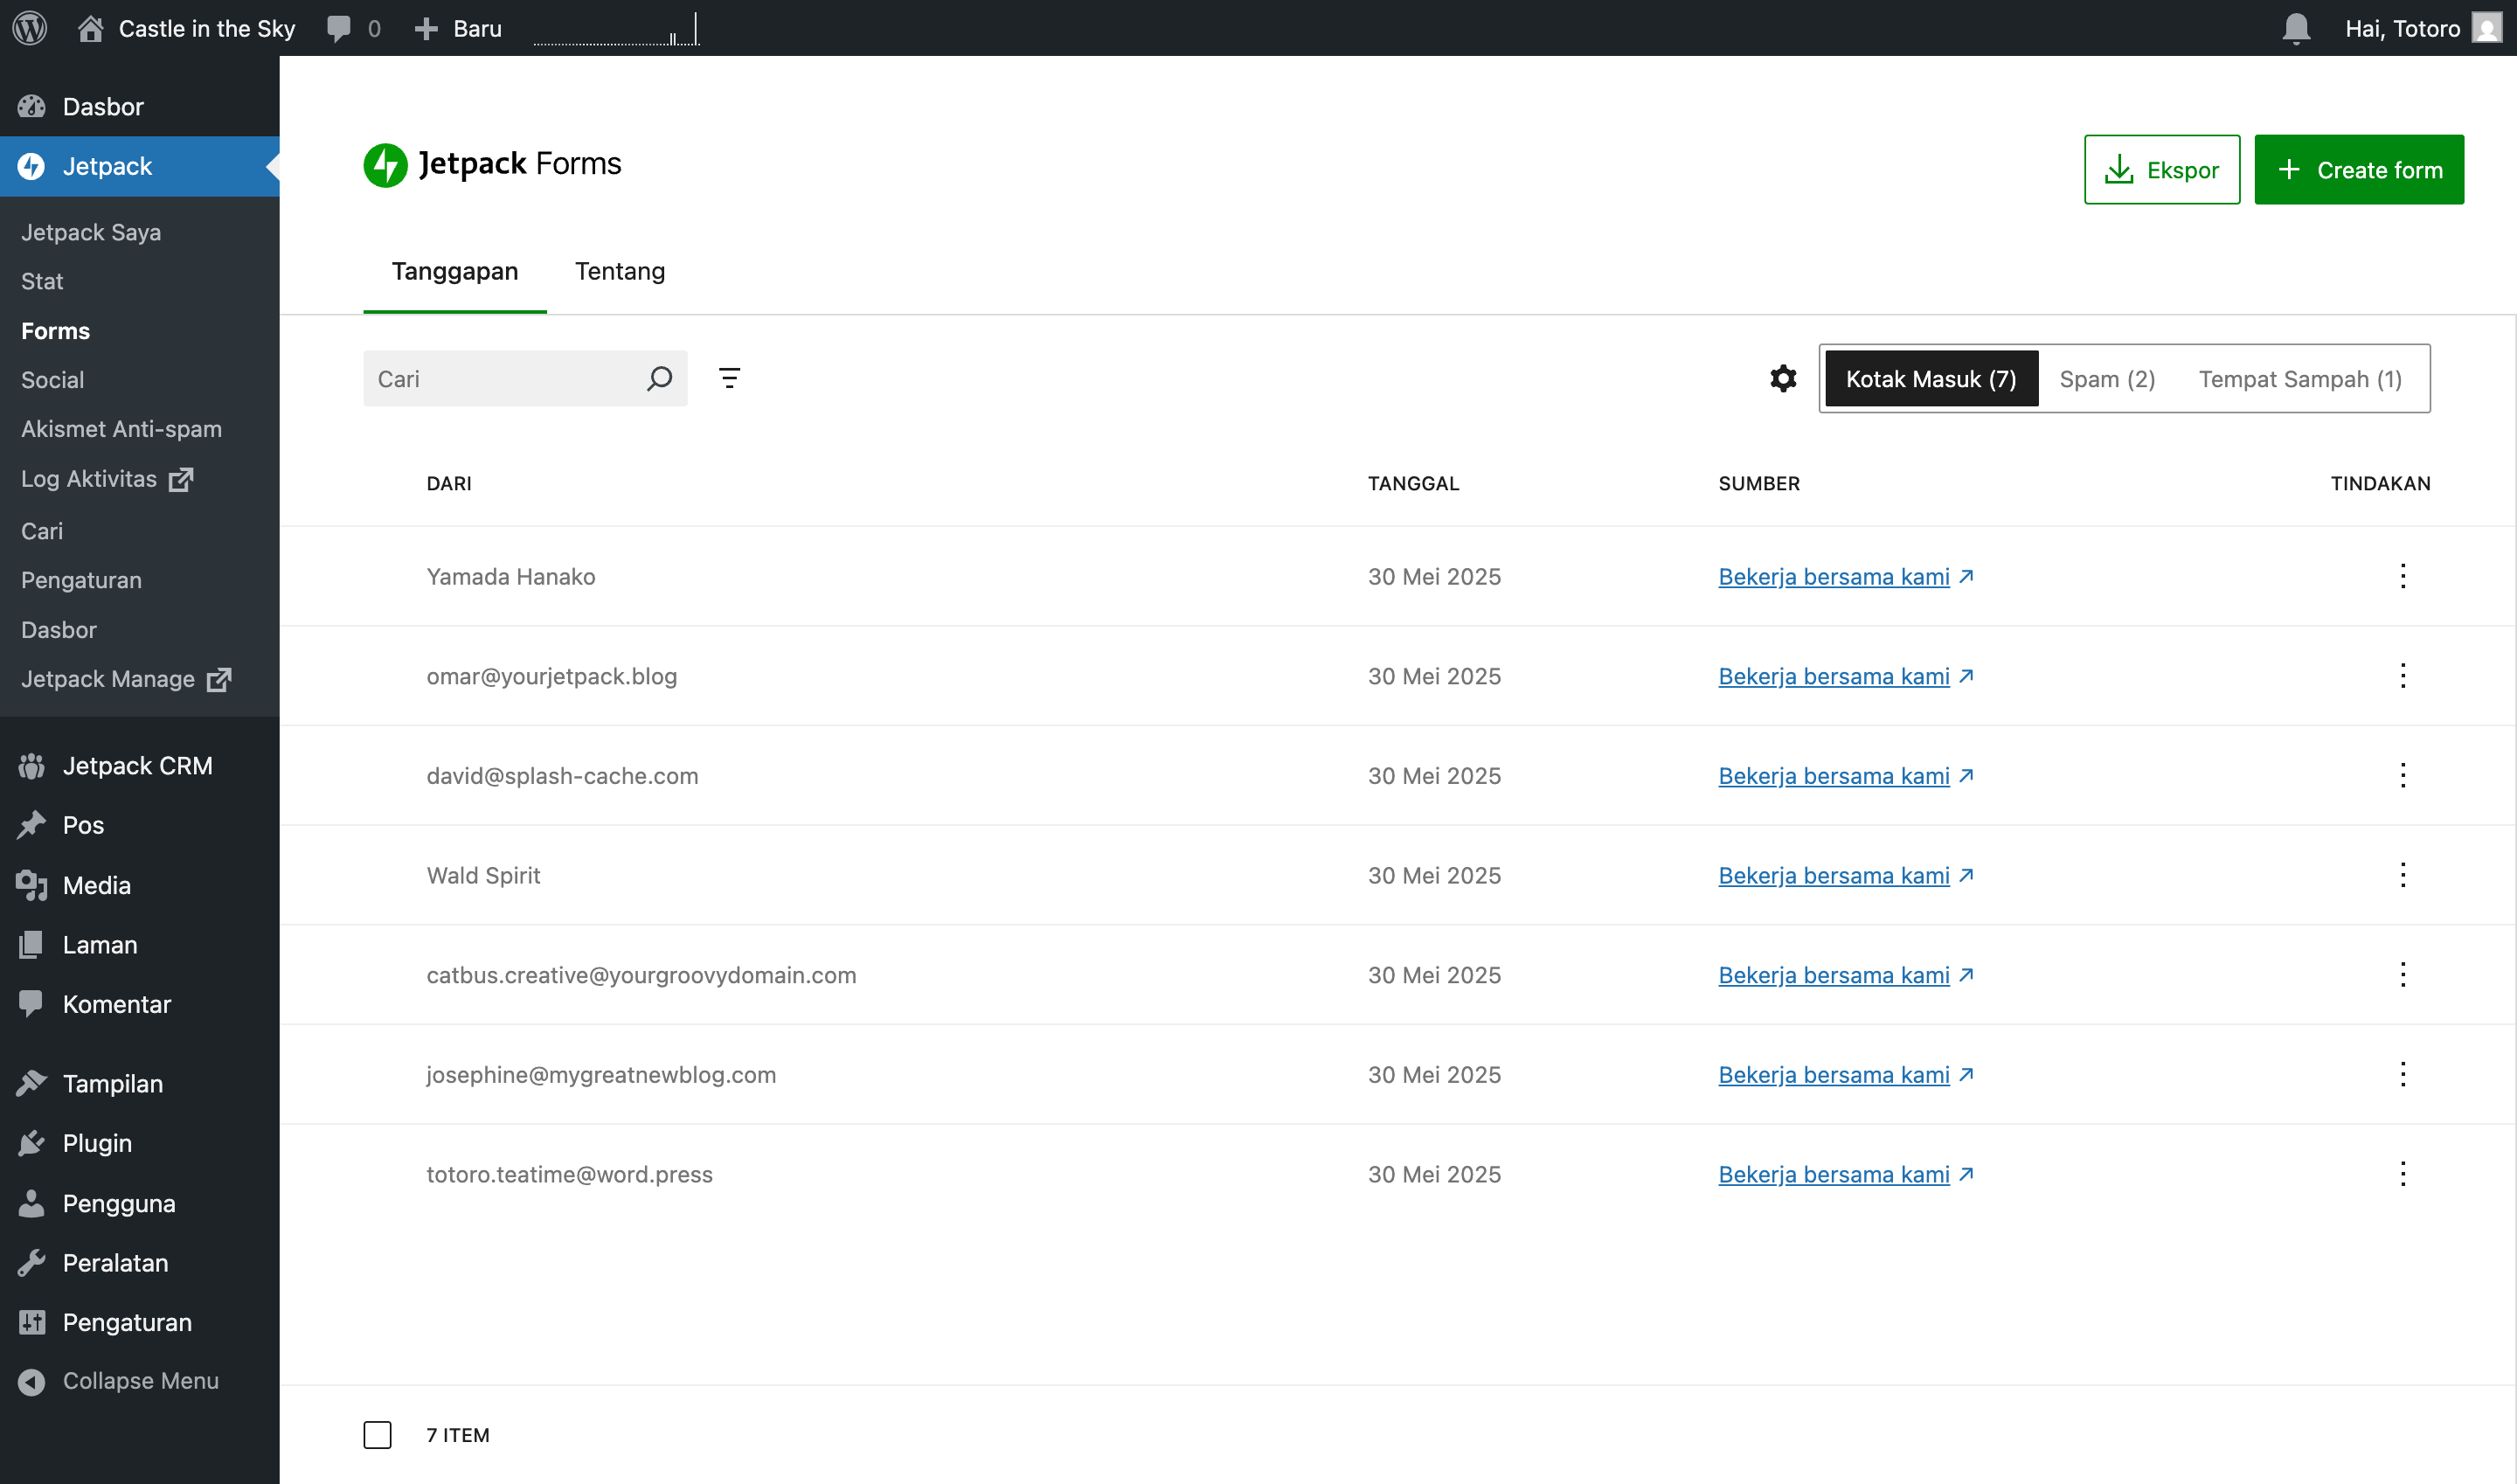 Castle in the Sky
0
Baru
Hai, Totoro
Dasbor
Jetpack
Jetpack Saya
Stat
Forms
Social
Akismet Anti-spam
Log Aktivitas
Cari
Pengaturan
Dasbor
Jetpack Manage
Jetpack CRM
Pos
Media
Laman
Komentar
Tampilan
Plugin
Pengguna
Peralatan
Pengaturan
Collapse Menu
Jetpack Forms
Ekspor
Create form
Tanggapan
Tentang
Cari
Kotak Masuk (7)
Spam (2)
Tempat Sampah (1)
DARI TANGGAL SUMBER TINDAKAN
Yamada Hanako 30 Mei 2025 Bekerja bersama kami
omar@yourjetpack.blog 30 Mei 2025 Bekerja bersama kami
david@splash-cache.com 30 Mei 2025 Bekerja bersama kami
Wald Spirit 30 Mei 2025 Bekerja bersama kami
catbus.creative@yourgroovydomain.com 30 Mei 2025 Bekerja bersama kami
josephine@mygreatnewblog.com 30 Mei 2025 Bekerja bersama kami
totoro.teatime@word.press 30 Mei 2025 Bekerja bersama kami
7 ITEM